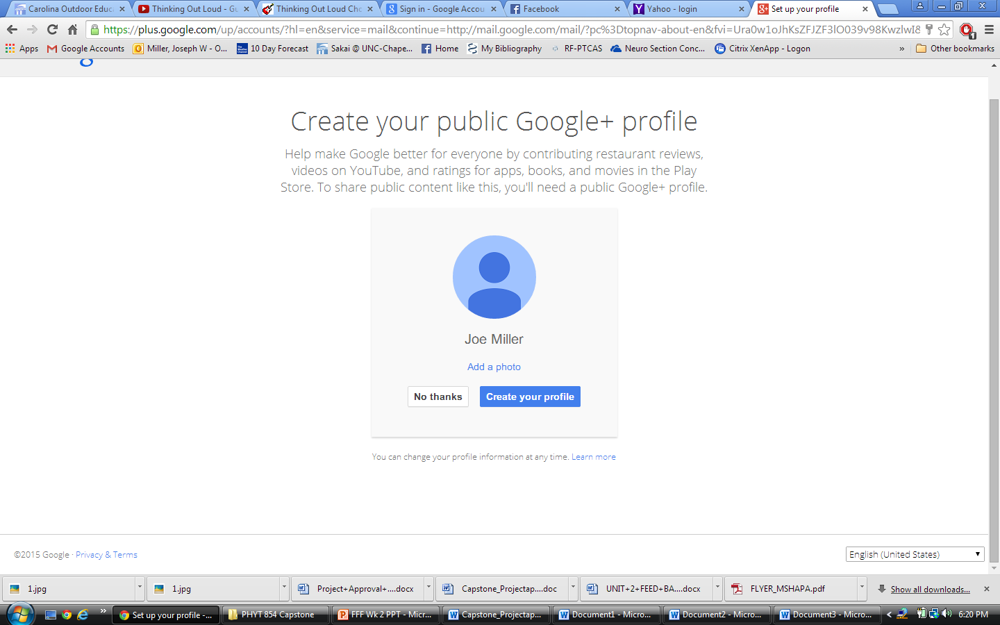 Carolina Outdoor Educa
Thinking Out Loud - Gu
Thinking Out Loud Cho
Sign in - Google Accou
Facebook
Yahoo - login
Set up your profile
https://plus.google.com/up/accounts/?hl=en&service=mail&continue=http://mail.google.com/mail/?pc%3Dtopnav-about-en&fvi=Ura0w1oJhKsZFJZF3lO039v98KwzlwI8
1
Apps
Google Accounts
Miller, Joseph W - O...
10 Day Forecast
Sakai @ UNC-Chape...
Home
My Bibliography
RF-PTCAS
Neuro Section Conc...
Citrix XenApp - Logon
»
Other bookmarks
Create your public Google+ profile
Help make Google better for everyone by contributing restaurant reviews,
videos on YouTube, and ratings for apps, books, and movies in the Play
Store. To share public content like this, you'll need a public Google+ profile.
Joe Miller
Add a photo
No thanks
Create your profile
You can change your profile information at any time. Learn more
©2015 Google · Privacy & Terms
English (United States)
1.jpg
1.jpg
Project+Approval+....docx
Capstone_Projectap....doc
UNIT+2+FEED+BA....docx
FLYER_MSHAPA.pdf
Show all downloads...
Set up your profile -...
PHYT 854 Capstone
FFF Wk 2 PPT - Micr...
Capstone_Projectap...
Document1 - Micro...
Document2 - Micro...
Document3 - Micro...
6:20 PM